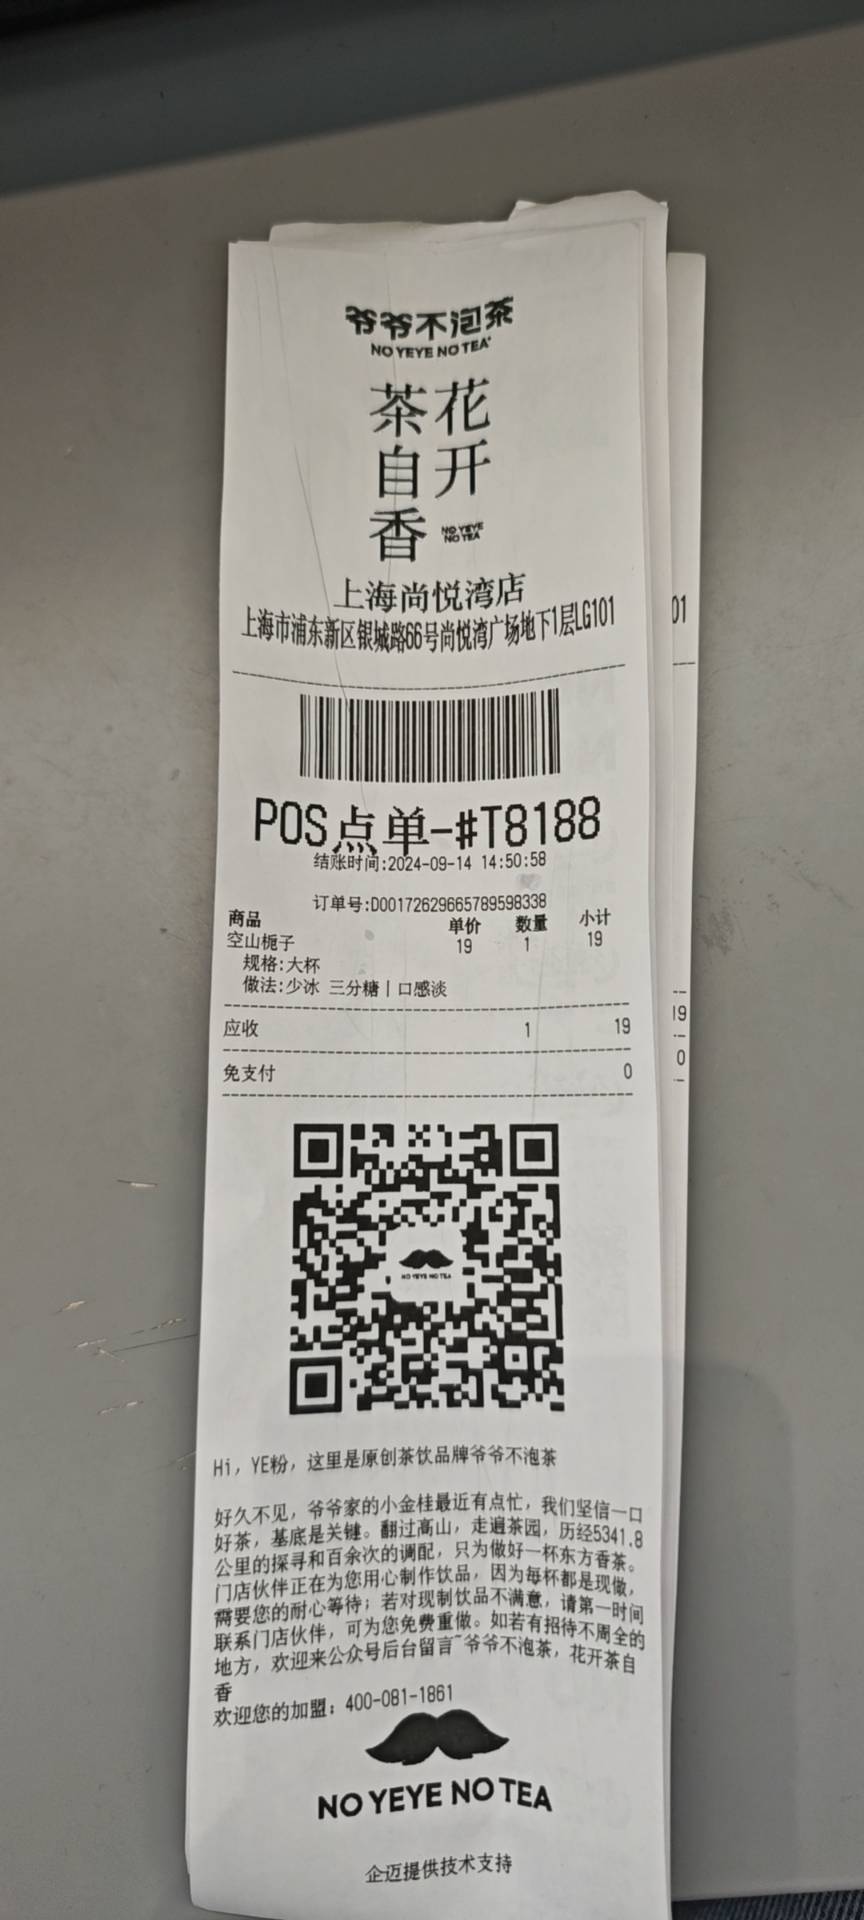 爷爷不泡茶
NO YEYE NO TEA
花开
茶自香
NO YEYE
NO TEA
上海尚悦湾店
上海市浦东新区银城路66号尚悦湾广场地下1层LG101
01
POS点单-#T8188
结账时间:2024-09-14 14:50:58
订单号:D00172629665789598338
商品 单价 数量 小计
空山栀子 19 1 19
规格:大杯
做法:少冰 三分糖|口感淡
应收 1 19
19
免支付 0
0
NO YEYE NO TEA
Hi, YE粉, 这里是原创茶饮品牌爷爷不泡茶
好久不见, 爷爷家的小金桂最近有点忙, 我们坚信一口
好茶, 基底是关键。翻过高山, 走遍茶园, 历经5341.8
公里的探寻和百余次的调配, 只为做好一杯东方香茶。
门店伙伴正在为您用心制作饮品, 因为每杯都是现做,
需要您的耐心等待; 若对现制饮品不满意, 请第一时间
联系门店伙伴, 可为您免费重做。如若有招待不周全的
地方, 欢迎来公众号后台留言~爷爷不泡茶, 花开茶自
香
欢迎您的加盟: 400-081-1861
NO YEYE NO TEA
企迈提供技术支持